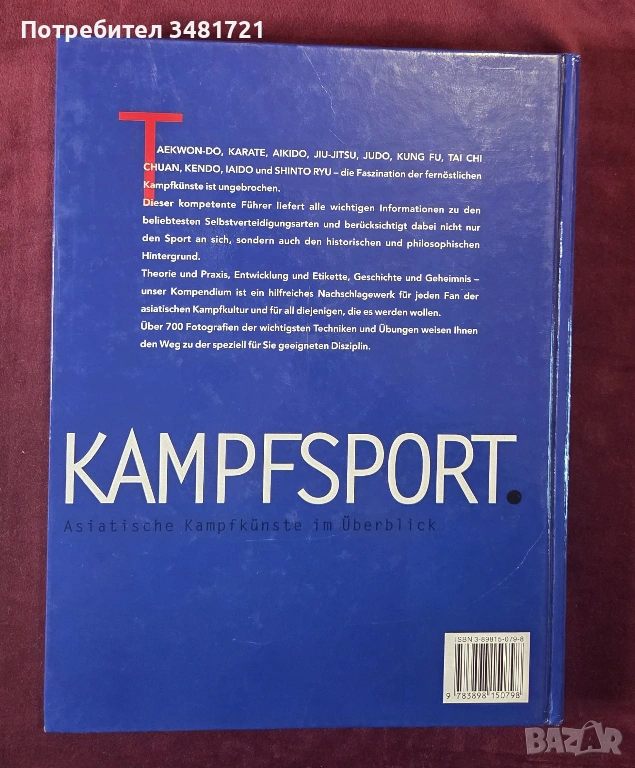 Потребител 3481721
TAEKWON-DO, KARATE, AIKIDO, JIU-JITSU, JUDO, KUNG FU, TAI CHI
CHUAN, KENDO, IAIDO und SHINTO RYU – die Faszination der fernöstlichen
Kampfkünste ist ungebrochen.
Dieser kompetente Führer liefert alle wichtigen Informationen zu den
beliebtesten Selbstverteidigungsarten und berücksichtigt dabei nicht nur
den Sport an sich, sondern auch den historischen und philosophischen
Hintergrund.
Theorie und Praxis, Entwicklung und Etikette, Geschichte und Geheimnis –
unser Kompendium ist ein hilfreiches Nachschlagewerk für jeden Fan der
asiatischen Kampfkultur und für all diejenigen, die es werden wollen.
Über 700 Fotografien der wichtigsten Techniken und Übungen weisen Ihnen
den Weg zu der speziell für Sie geeigneten Disziplin.
KAMPFSPORT.
Asiatische Kampfkünste im Überblick
ISBN 3-89815-079-8
9 783898 150798
BAZAR